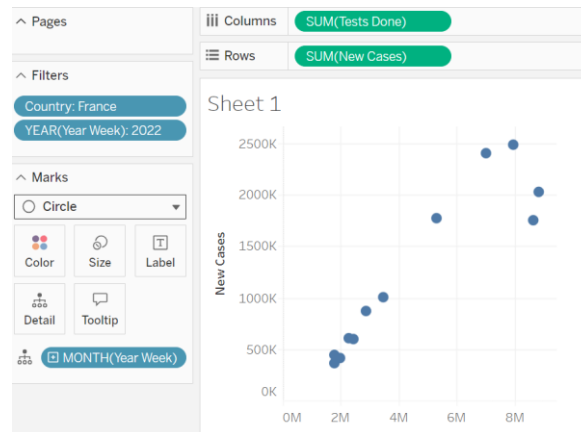 Pages
Columns
SUM(Tests Done)
Rows
SUM(New Cases)
Filters
Country: France
YEAR(Year Week): 2022
Marks
Circle
Color
Size
Label
Detail
Tooltip
MONTH(Year Week)
Sheet 1
New Cases
2500K
2000K
1500K
1000K
500K
0K
0M 2M 4M 6M 8M